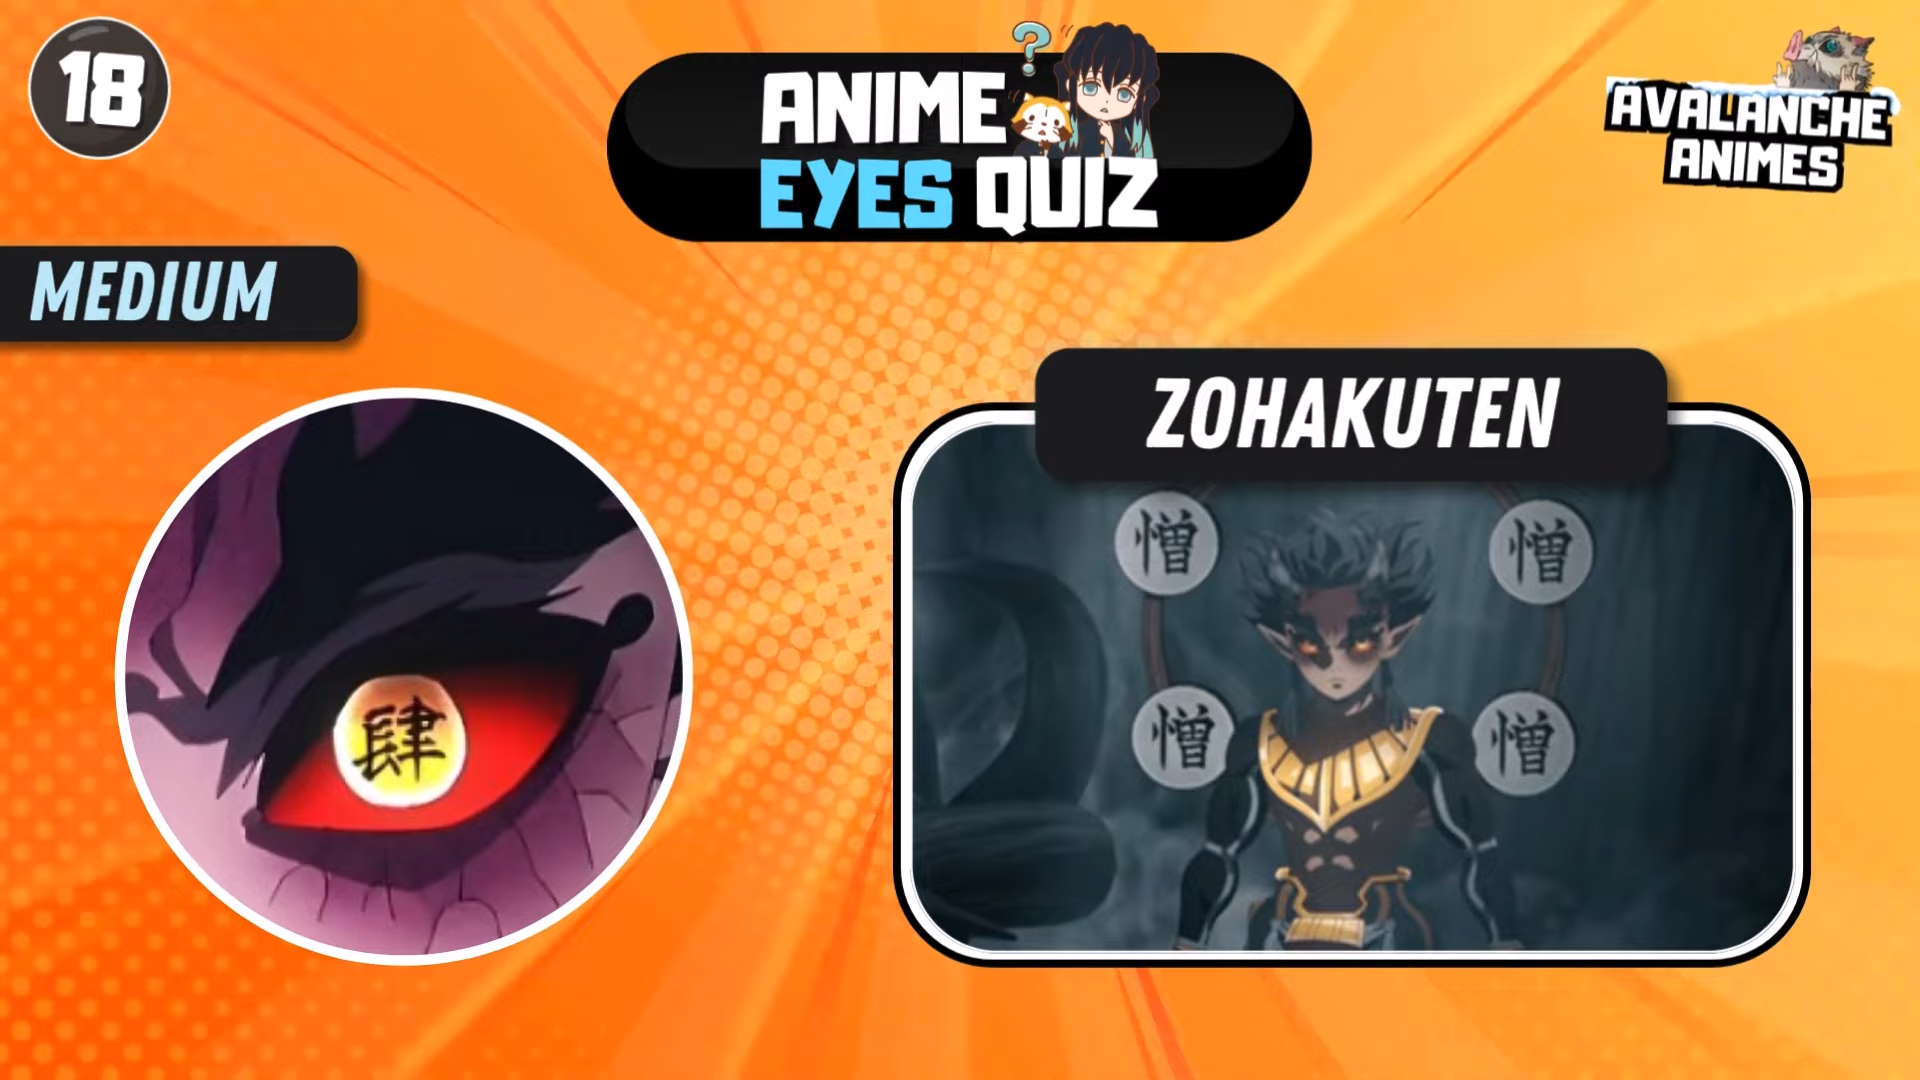 18
ANIME
EYES QUIZ
?
AVALANCHE
ANIMES
MEDIUM
ZOHAKUTEN
憎 憎
憎 憎
肆